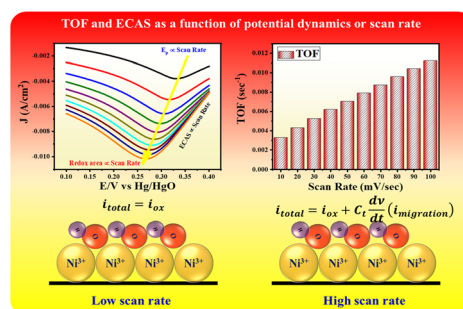 TOF and ECAS as a function of potential dynamics or scan rate
Eₚ ∝ Scan Rate
ECAS ∝ Scan Rate
Redox area ∝ Scan Rate
J (A/cm²)
-0.002
-0.004
-0.006
-0.008
-0.010
0.10 0.15 0.20 0.25 0.30 0.35 0.40
E/V vs Hg/HgO
TOF
TOF (sec⁻¹)
0.012
0.010
0.008
0.006
0.004
0.002
0.000
10 20 30 40 50 60 70 80 90 100
Scan Rate (mV/sec)
i_total = i_ox
i_total = i_ox + C_t dv/dt (i_migration)
Ni³⁺ Ni³⁺ Ni³⁺ Ni³⁺
Ni³⁺ Ni³⁺ Ni³⁺ Ni³⁺
Low scan rate
High scan rate